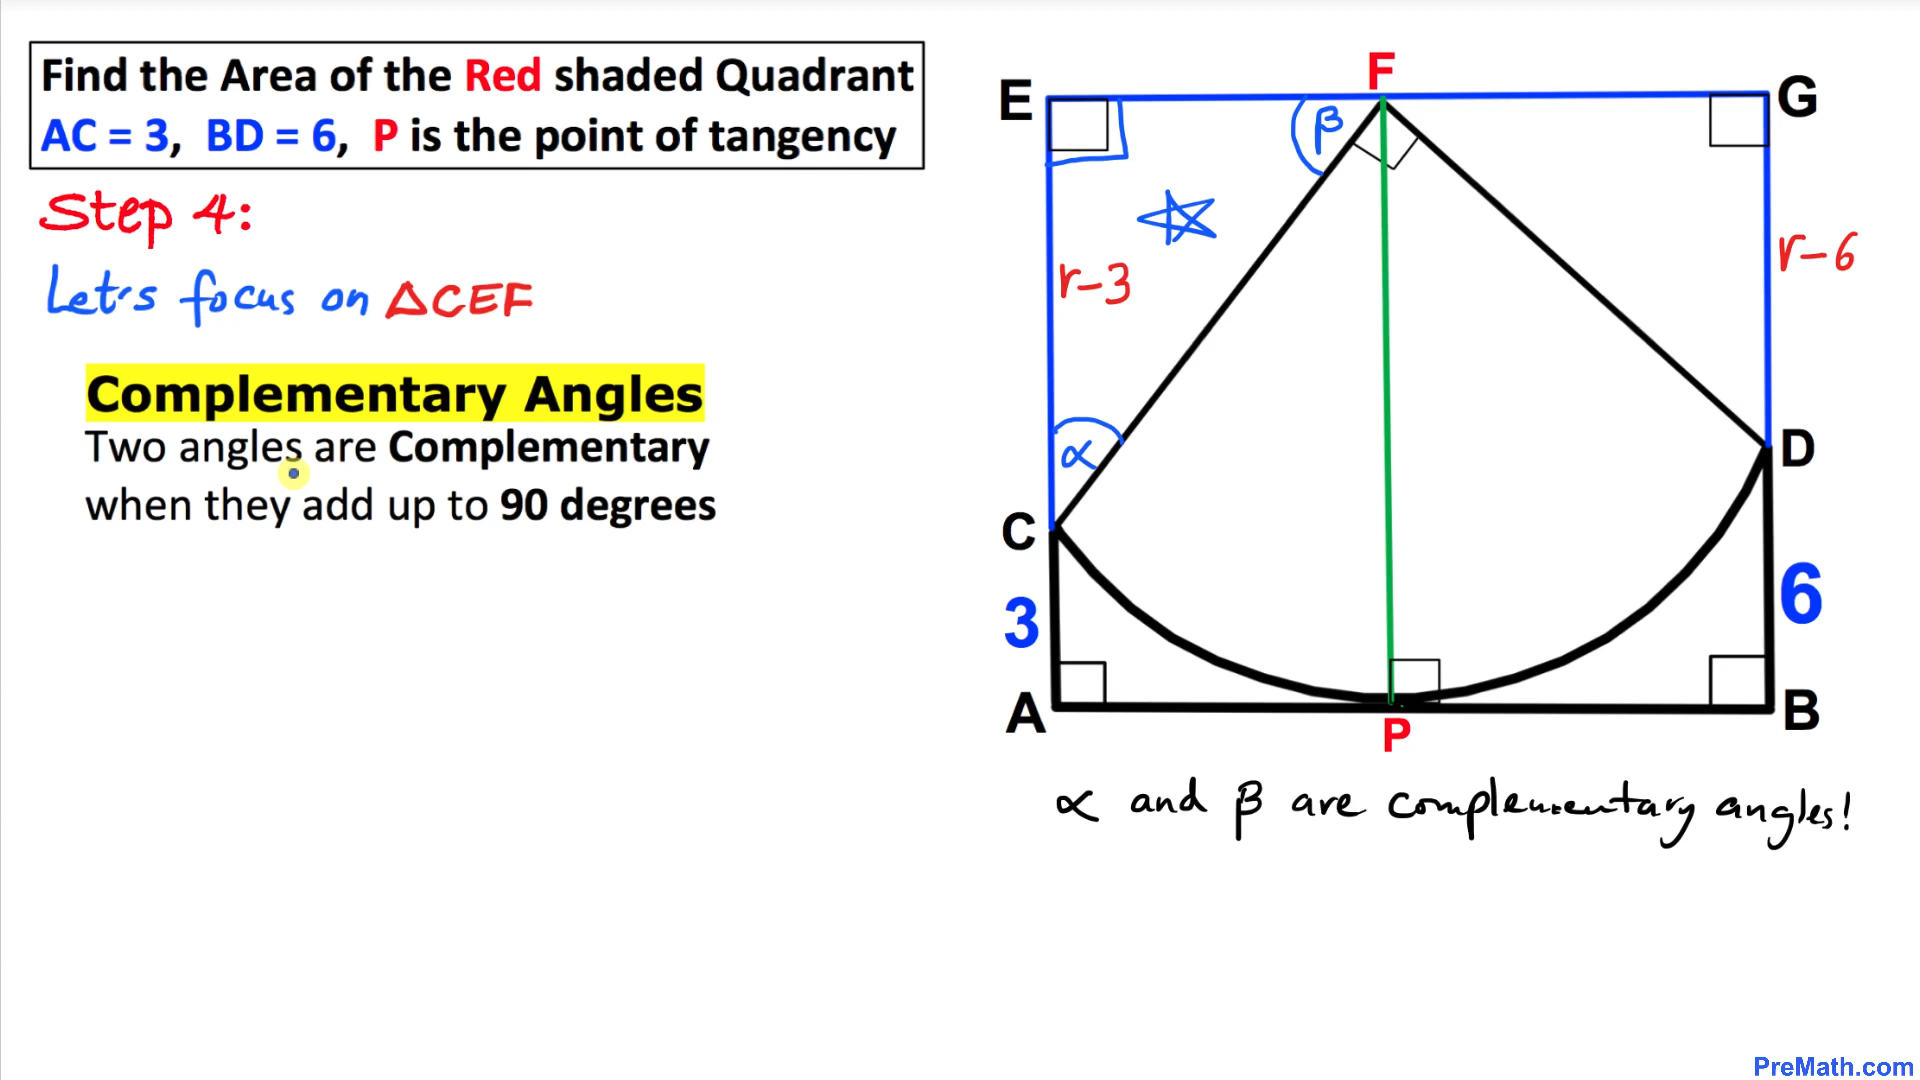 Find the Area of the Red shaded Quadrant
AC = 3, BD = 6, P is the point of tangency
Step 4:
Let's focus on △CEF
Complementary Angles
Two angles are Complementary
when they add up to 90 degrees
F
E
G
β
r-3
r-6
α
C
D
3
6
A
B
P
α and β are complementary angles!
PreMath.com